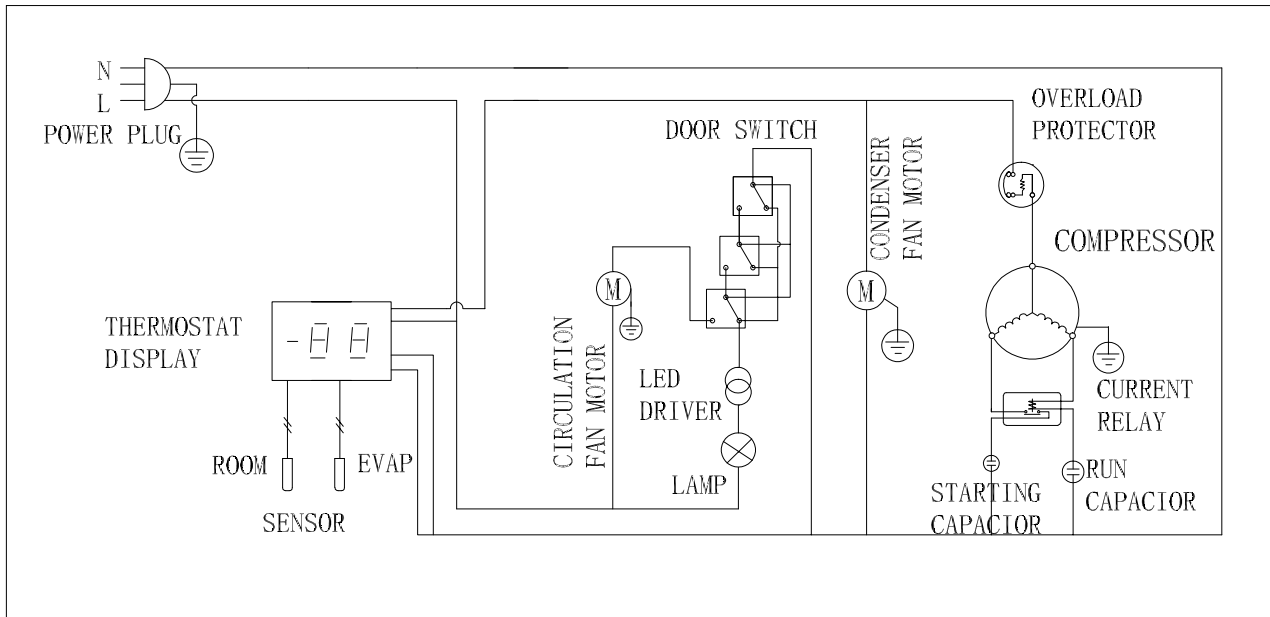 N
L
POWER PLUG
DOOR SWITCH
OVERLOAD
PROTECTOR
CONDENSER
FAN MOTOR
COMPRESSOR
M
M
THERMOSTAT
DISPLAY
-88
CIRCULATION
FAN MOTOR
LED
DRIVER
CURRENT
RELAY
ROOM
EVAP
SENSOR
LAMP
STARTING
CAPACIOR
RUN
CAPACIOR